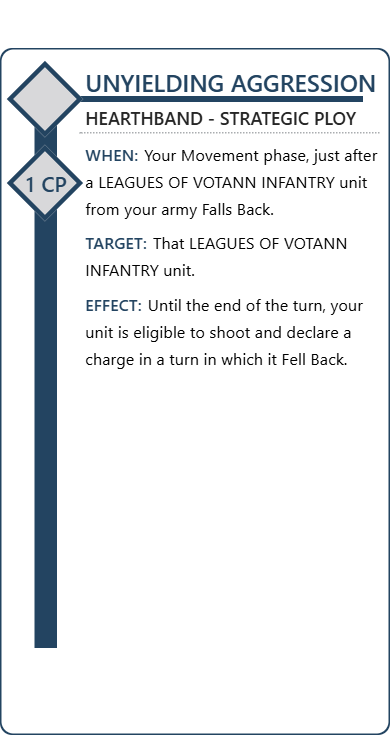 UNYIELDING AGGRESSION
HEARTHBAND - STRATEGIC PLOY
1 CP
WHEN: Your Movement phase, just after
a LEAGUES OF VOTANN INFANTRY unit
from your army Falls Back.
TARGET: That LEAGUES OF VOTANN
INFANTRY unit.
EFFECT: Until the end of the turn, your
unit is eligible to shoot and declare a
charge in a turn in which it Fell Back.